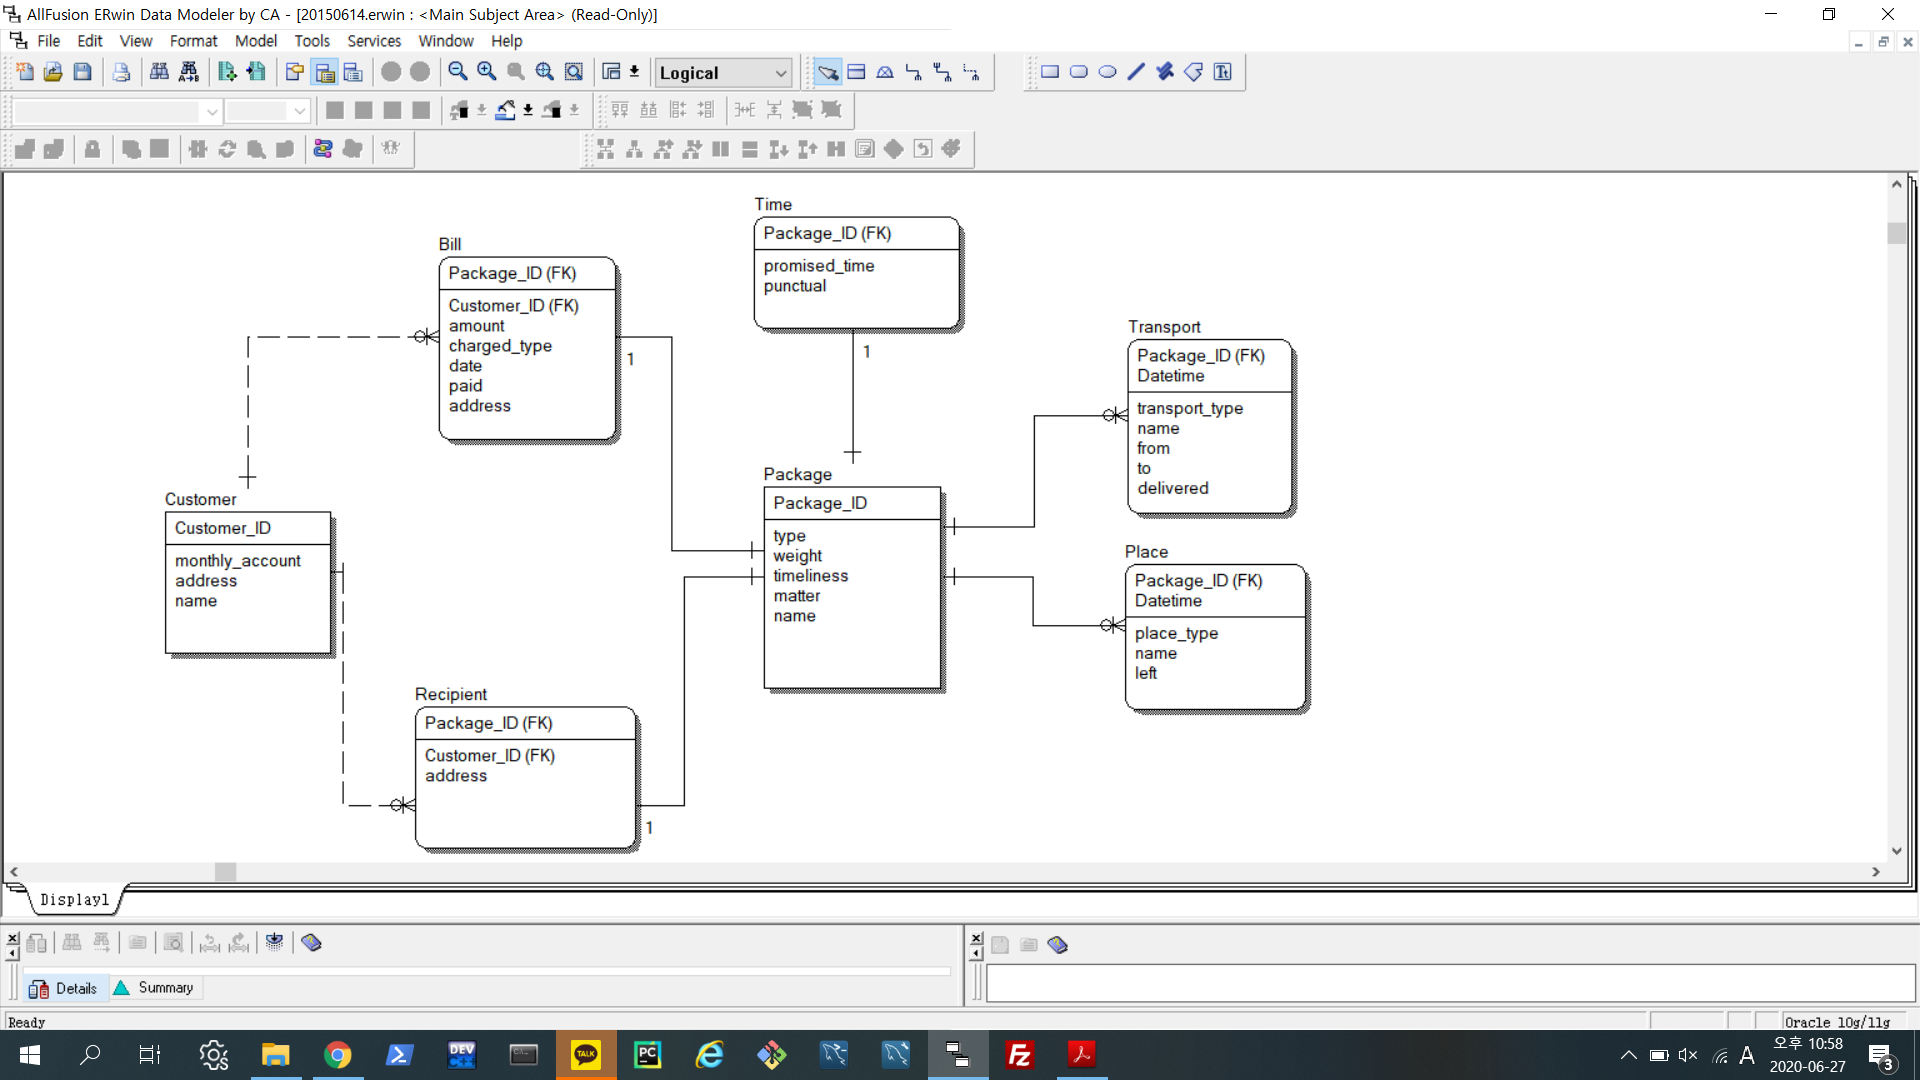 AllFusion ERwin Data Modeler by CA - [20150614.erwin : <Main Subject Area> (Read-Only)]
File Edit View Format Model Tools Services Window Help
Logical
Time
Package_ID (FK)
promised_time
punctual
1
Bill
Package_ID (FK)
Customer_ID (FK)
amount
charged_type
date
paid
address
1
Transport
Package_ID (FK)
Datetime
transport_type
name
from
to
delivered
Package
Package_ID
type
weight
timeliness
matter
name
Customer
Customer_ID
monthly_account
address
name
Place
Package_ID (FK)
Datetime
place_type
name
left
Recipient
Package_ID (FK)
Customer_ID (FK)
address
1
Display1
Details Summary
Ready
Oracle 10g/11g
DEV
TALK
PC
A
오후 10:58
2020-06-27
3